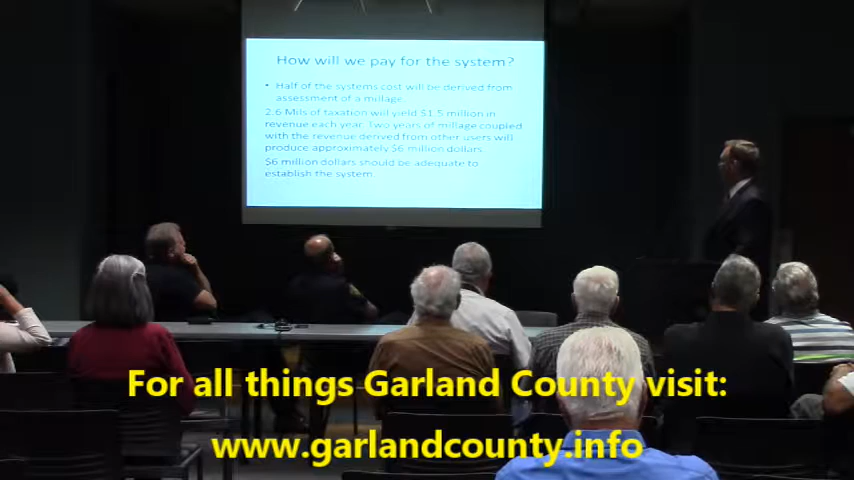 How will we pay for the system?
• Half of the systems cost will be derived from
assessment of a millage.
2.6 Mils of taxation will yield $1.5 million in
revenue each year. Two years of millage coupled
with the revenue derived from other users will
produce approximately $6 million dollars.
$6 million dollars should be adequate to
establish the system.
For all things Garland County visit:
www.garlandcounty.info